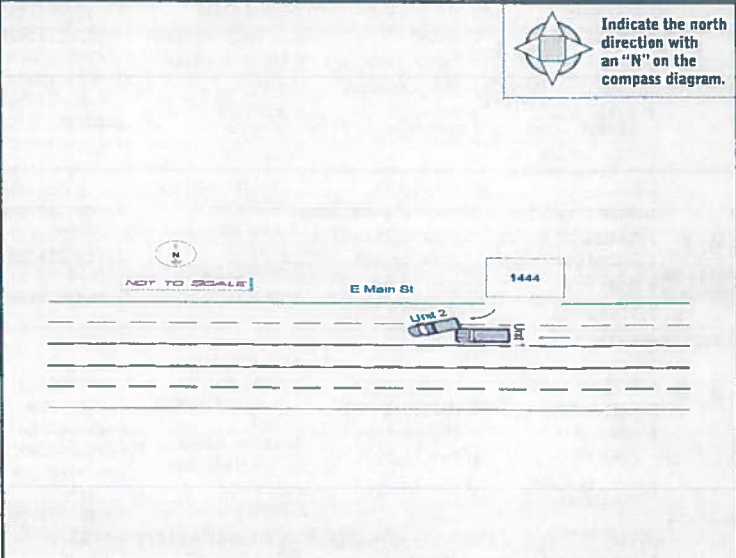 Indicate the north
direction with
an "N" on the
compass diagram.
N
NOT TO SCALE
E Main St
1444
Unit 2